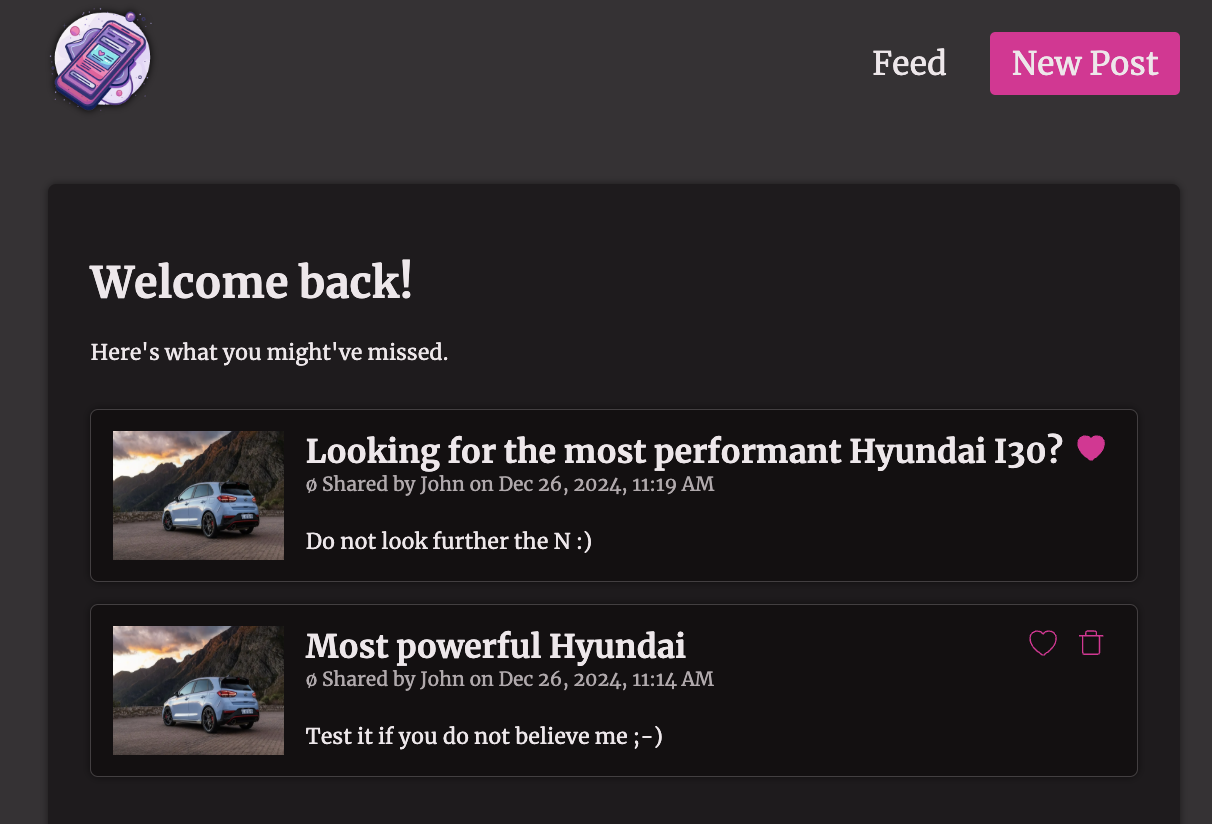 Feed
New Post
Welcome back!
Here's what you might've missed.
Looking for the most performant Hyundai I30?
ø Shared by John on Dec 26, 2024, 11:19 AM
Do not look further the N :)
Most powerful Hyundai
ø Shared by John on Dec 26, 2024, 11:14 AM
Test it if you do not believe me ;-)